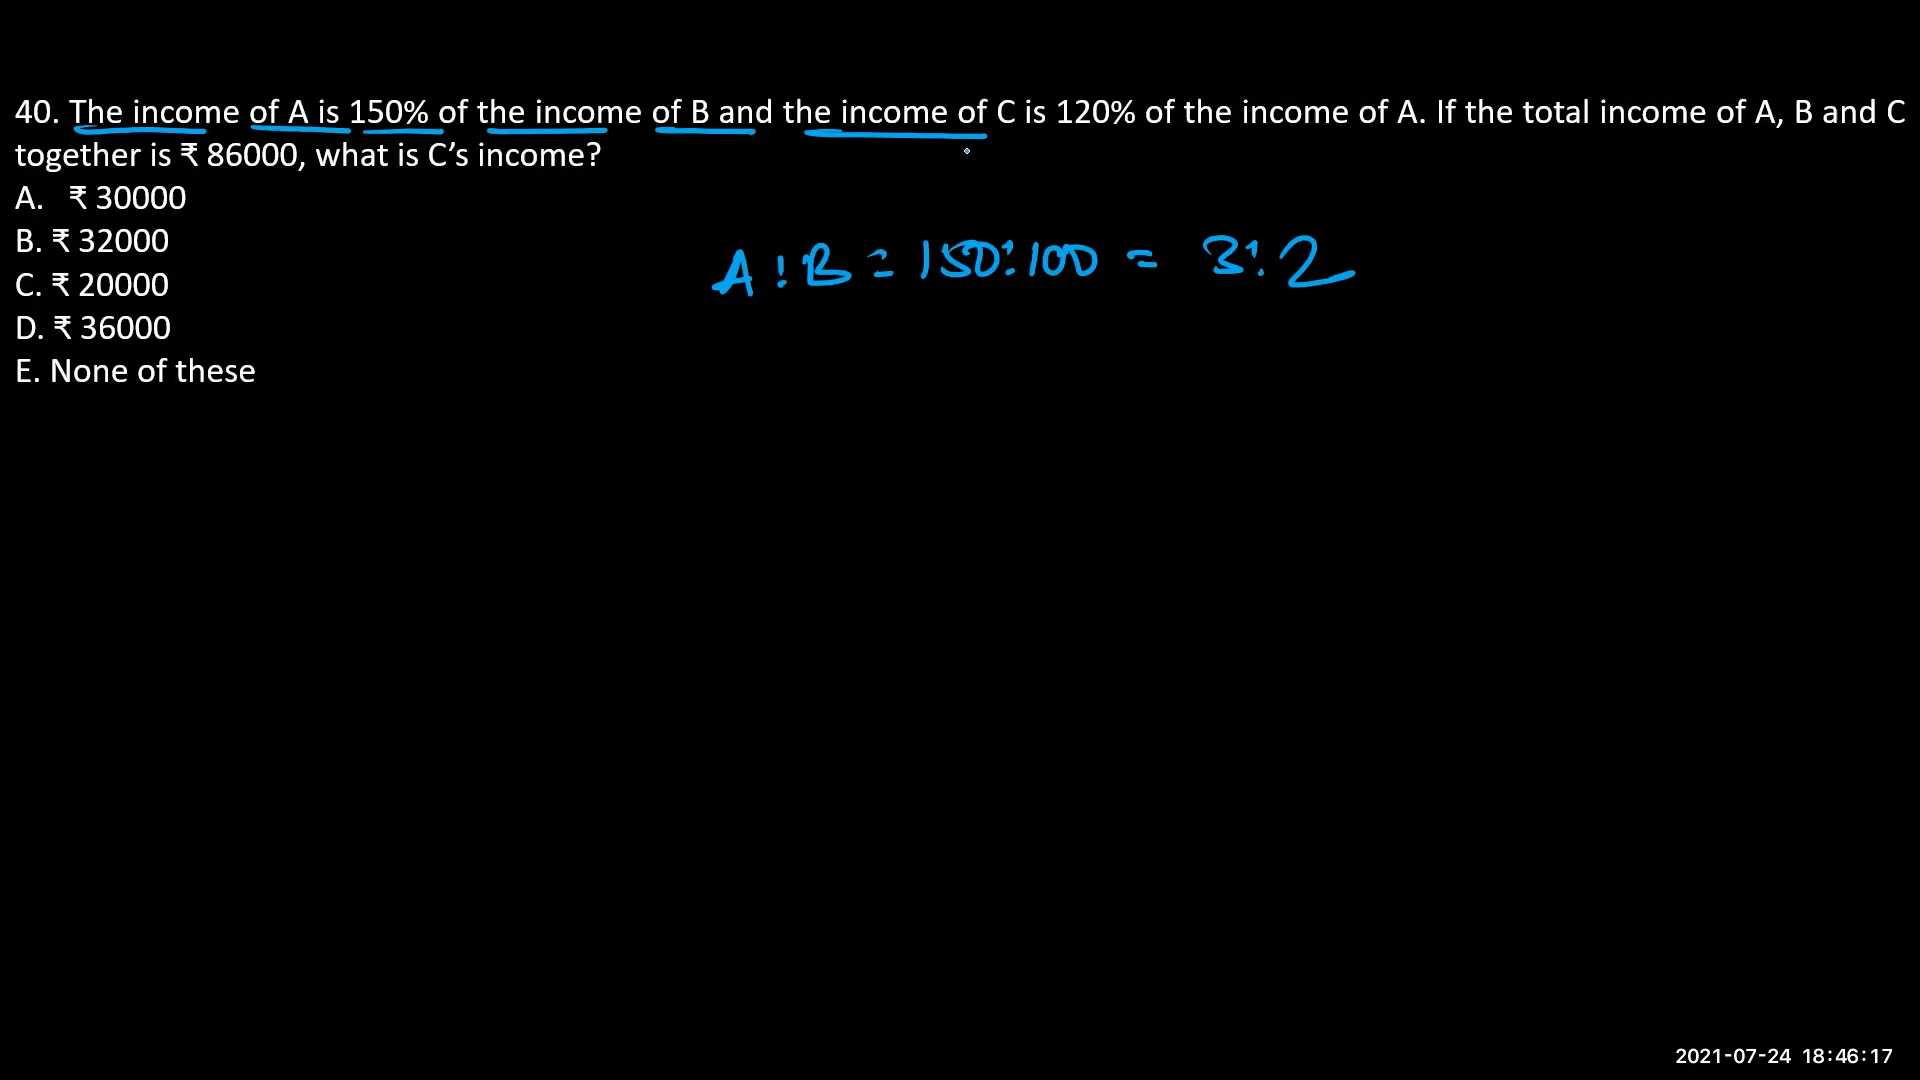 40. The income of A is 150% of the income of B and the income of C is 120% of the income of A. If the total income of A, B and C
together is ₹ 86000, what is C’s income?
A. ₹ 30000
B. ₹ 32000
C. ₹ 20000
D. ₹ 36000
E. None of these
A : B = 150 : 100 = 3 : 2
2021-07-24 18:46:17